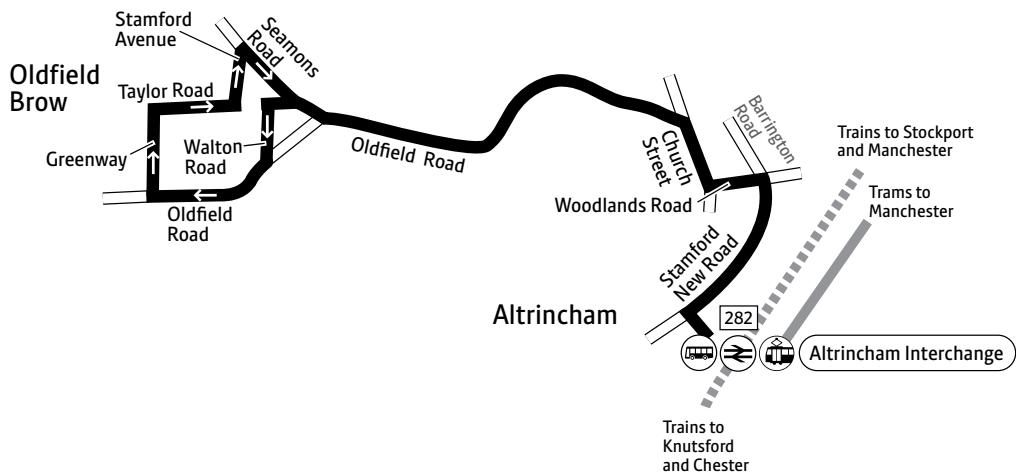 Stamford
Avenue
Seamons
Road
Oldfield
Brow
Taylor Road
Greenway
Walton
Road
Oldfield
Road
Oldfield Road
Church
Street
Barrington
Road
Woodlands Road
Trains to Stockport
and Manchester
Trams to
Manchester
Stamford
New Road
Altrincham
282
Altrincham Interchange
Trains to
Knutsford
and Chester